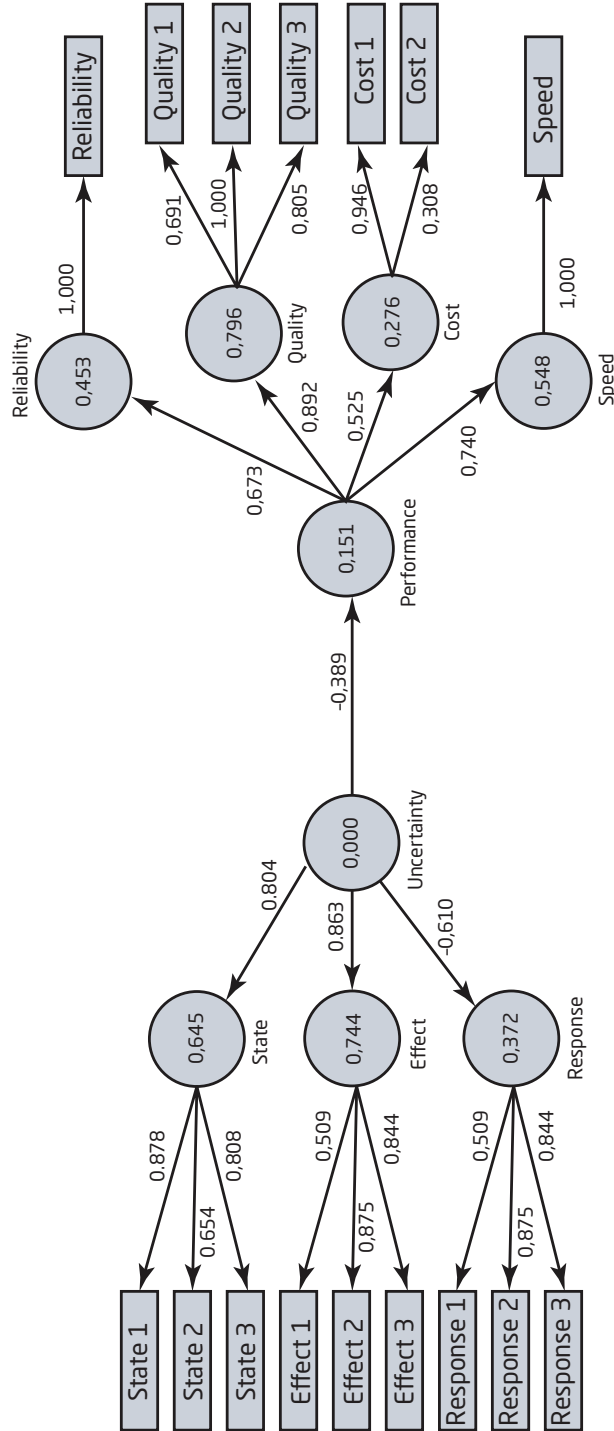 State 1
State 2
State 3
Effect 1
Effect 2
Effect 3
Response 1
Response 2
Response 3
0.878
0.654
0,808
0,509
0,875
0,844
0,509
0,875
0,844
0,645
State
0,744
Effect
0,372
Response
0.804
0.863
-0,610
0,000
Uncertainty
-0,389
0,151
Performance
0,673
0,892
0,525
0,740
Reliability
0,453
0,796
Quality
0,276
Cost
0,548
Speed
1,000
0,691
1,000
0,805
0,946
0,308
1,000
Reliability
Quality 1
Quality 2
Quality 3
Cost 1
Cost 2
Speed